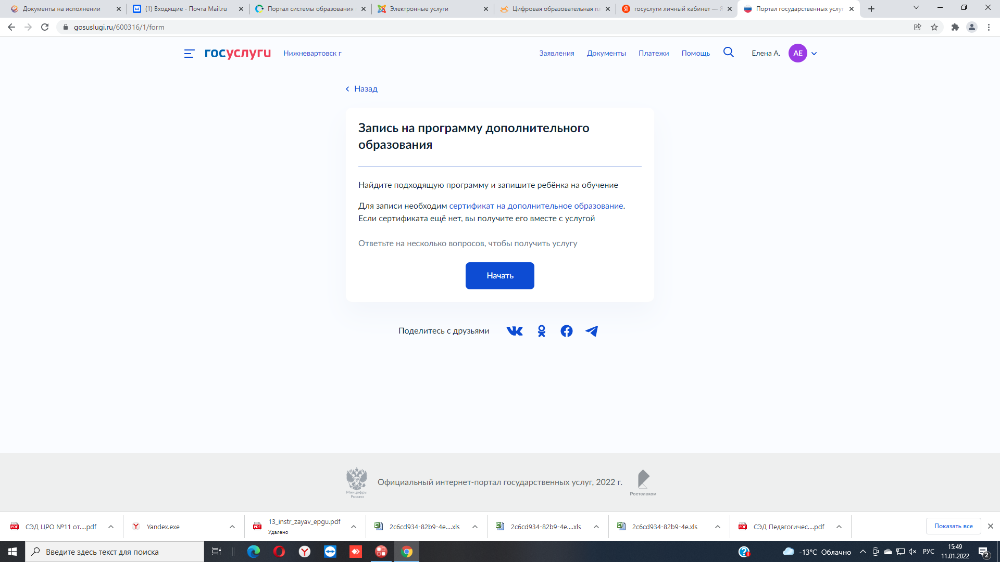 Документы на исполнении
(1) Входящие - Почта Mail.ru
Портал системы образования
Электронные услуги
Цифровая образовательная пл
госуслуги личный кабинет — Я
Портал государственных услуг
gosuslugi.ru/600316/1/form
госуслуги
Нижневартовск г
Заявления
Документы
Платежи
Помощь
Елена А.
АЕ
Назад
Запись на программу дополнительного
образования
Найдите подходящую программу и запишите ребёнка на обучение
Для записи необходим сертификат на дополнительное образование.
Если сертификата ещё нет, вы получите его вместе с услугой
Ответьте на несколько вопросов, чтобы получить услугу
Начать
Поделитесь с друзьями
Минцифры
России
Официальный интернет-портал государственных услуг, 2022 г.
Ростелеком
СЭД ЦРО №11 от....pdf
Yandex.exe
13_instr_zayav_epgu.pdf
Удалено
2c6cd934-82b9-4e....xls
2c6cd934-82b9-4e....xls
2c6cd934-82b9-4e.xls
СЭД Педагогичес....pdf
Показать все
Введите здесь текст для поиска
-13°C Облачно
РУС
15:49
11.01.2022
2